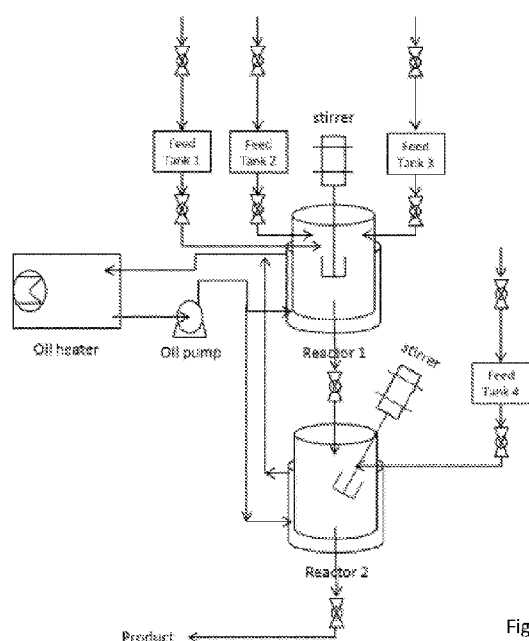 stirrer
Feed
Tank 1
Feed
Tank 2
Feed
Tank 3
Oil heater
Oil pump
Reactor 1
stirrer
Feed
Tank 4
Reactor 2
Product
Fig